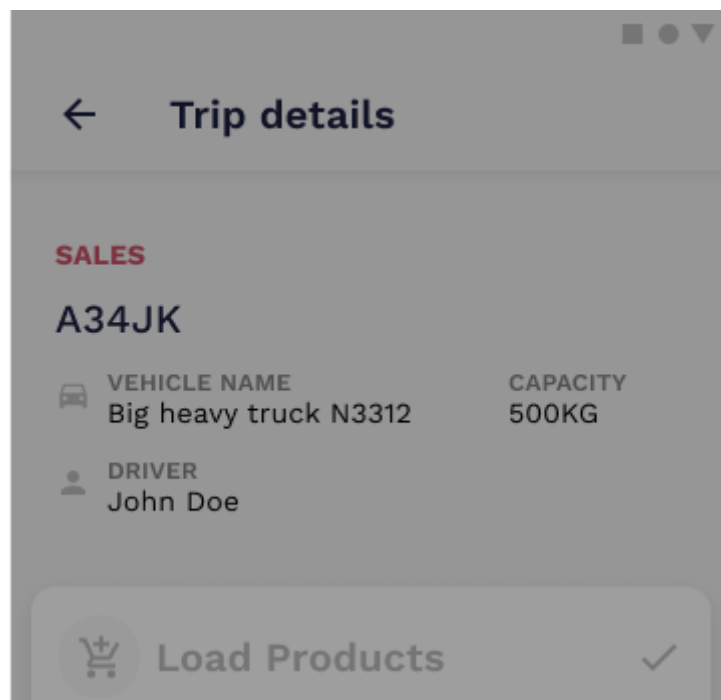 Trip details
SALES
A34JK
VEHICLE NAME CAPACITY
Big heavy truck N3312 500KG
DRIVER
John Doe
Load Products